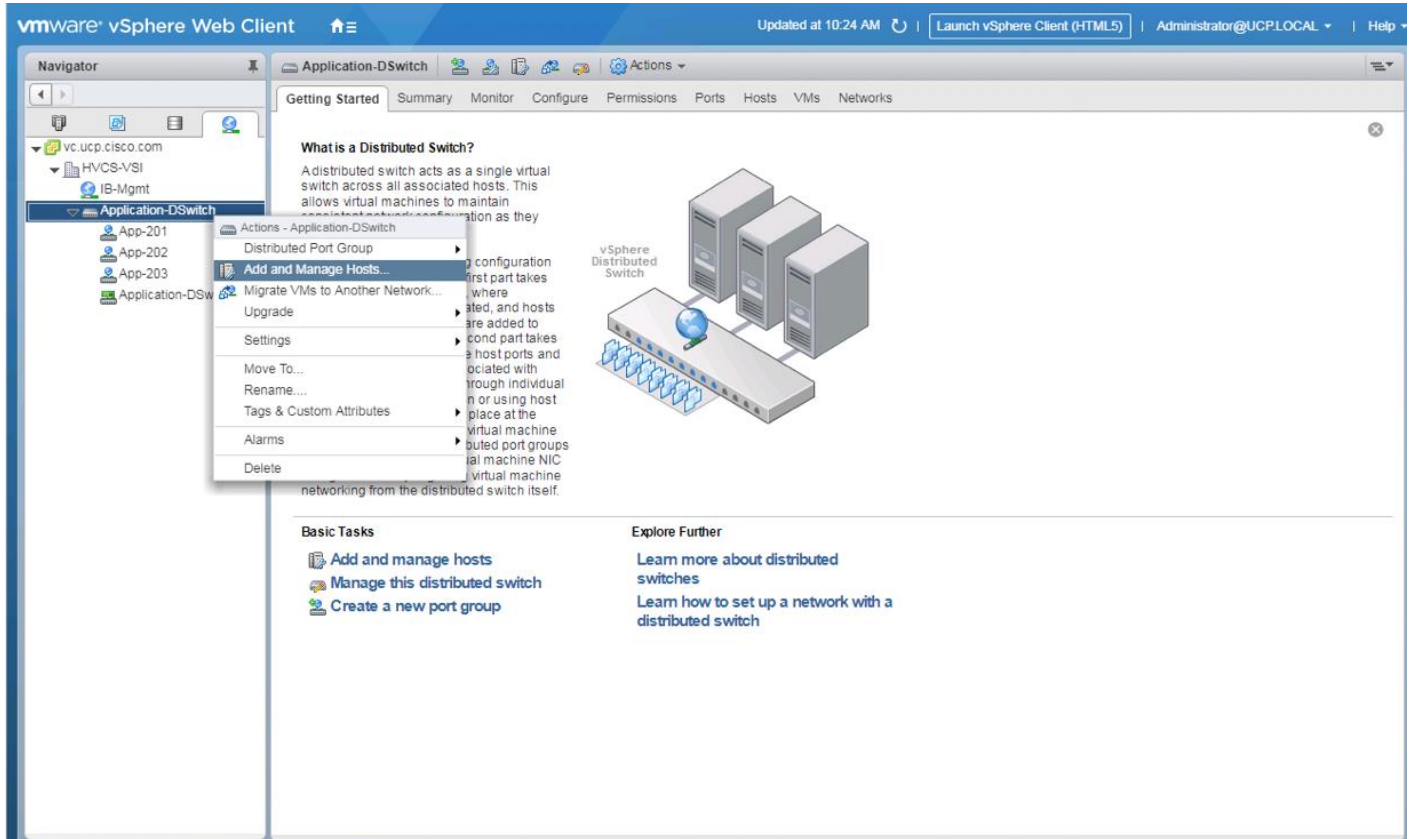 vmware® vSphere Web Client
Updated at 10:24 AM | Launch vSphere Client (HTML5) | Administrator@UCP.LOCAL | Help
Navigator
Application-DSwitch Actions
Getting Started Summary Monitor Configure Permissions Ports Hosts VMs Networks
vc.ucp.cisco.com
HVCS-VSI
IB-Mgmt
Application-DSwitch
App-201
App-202
App-203
Application-DSw
Actions - Application-DSwitch
Distributed Port Group
Add and Manage Hosts...
Migrate VMs to Another Network...
Upgrade
Settings
Move To...
Rename....
Tags & Custom Attributes
Alarms
Delete
What is a Distributed Switch?
A distributed switch acts as a single virtual
switch across all associated hosts. This
allows virtual machines to maintain
ation as they
configuration
first part takes
, where
ated, and hosts
are added to
cond part takes
host ports and
ociated with
hrough individual
n or using host
place at the
virtual machine
buted port groups
ual machine NIC
virtual machine
networking from the distributed switch itself.
vSphere
Distributed
Switch
Basic Tasks
Add and manage hosts
Manage this distributed switch
Create a new port group
Explore Further
Learn more about distributed
switches
Learn how to set up a network with a
distributed switch